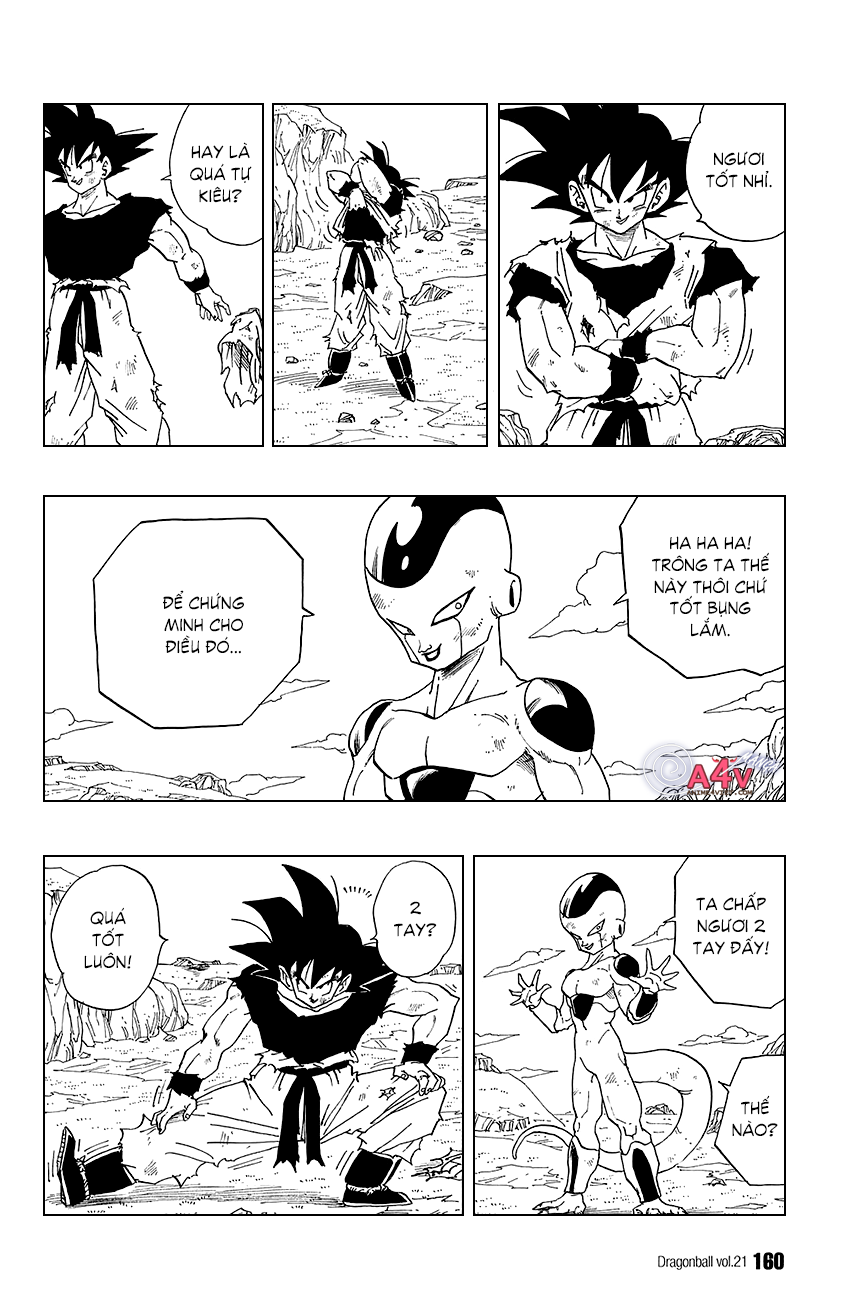 NGƯƠI
TỐT NHỈ.
HAY LÀ
QUÁ TỰ
KIÊU?
HA HA HA!
TRÔNG TA THẾ
NÀY THÔI CHỨ
TỐT BỤNG
LẮM.
ĐỂ CHỨNG
MINH CHO
ĐIỀU ĐÓ...
TA CHẤP
NGƯƠI 2
TAY ĐẤY!
THẾ
NÀO?
2
TAY?
QUÁ
TỐT
LUÔN!
A4V
Dragonball vol.21 160